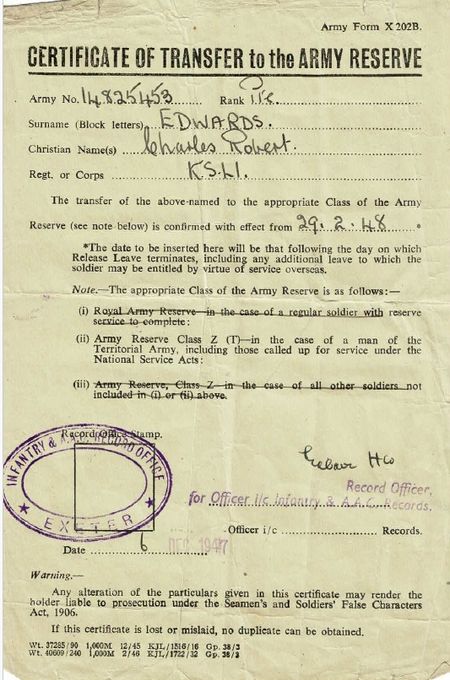 Army Form X 202B.
CERTIFICATE OF TRANSFER to the ARMY RESERVE
Army No. 14825453 Rank Pte.
Surname (Block letters) EDWARDS.
Christian Name(s) Charles Robert.
Regt. or Corps K.S.L.I.
The transfer of the above-named to the appropriate Class of the Army
Reserve (see note below) is confirmed with effect from 29. 2. 48 *
*The date to be inserted here will be that following the day on which
Release Leave terminates, including any additional leave to which the
soldier may be entitled by virtue of service overseas.
Note.—The appropriate Class of the Army Reserve is as follows:—
(i) Royal Army Reserve—in the case of a regular soldier with reserve
service to complete:
(ii) Army Reserve Class Z (T)—in the case of a man of the
Territorial Army, including those called up for service under the
National Service Acts:
(iii) Army Reserve, Class Z—in the case of all other soldiers not
included in (i) or (ii) above.
Record Office Stamp.
INFANTRY & A.A.C. RECORD OFFICE
EXETER
Record Officer,
for Officer i/c Infantry & A.A.C. Records.
Officer i/c Records.
Date 6 DEC 1947
Warning.—
Any alteration of the particulars given in this certificate may render the
holder liable to prosecution under the Seamen's and Soldiers' False Characters
Act, 1906.
If this certificate is lost or mislaid, no duplicate can be obtained.
Wt. 37285/90 1,000M 12/45 KJL/1516/16 Gp. 38/3
Wt. 40609/240 1,000M 2/46 KJL/1722/32 Gp. 38/3